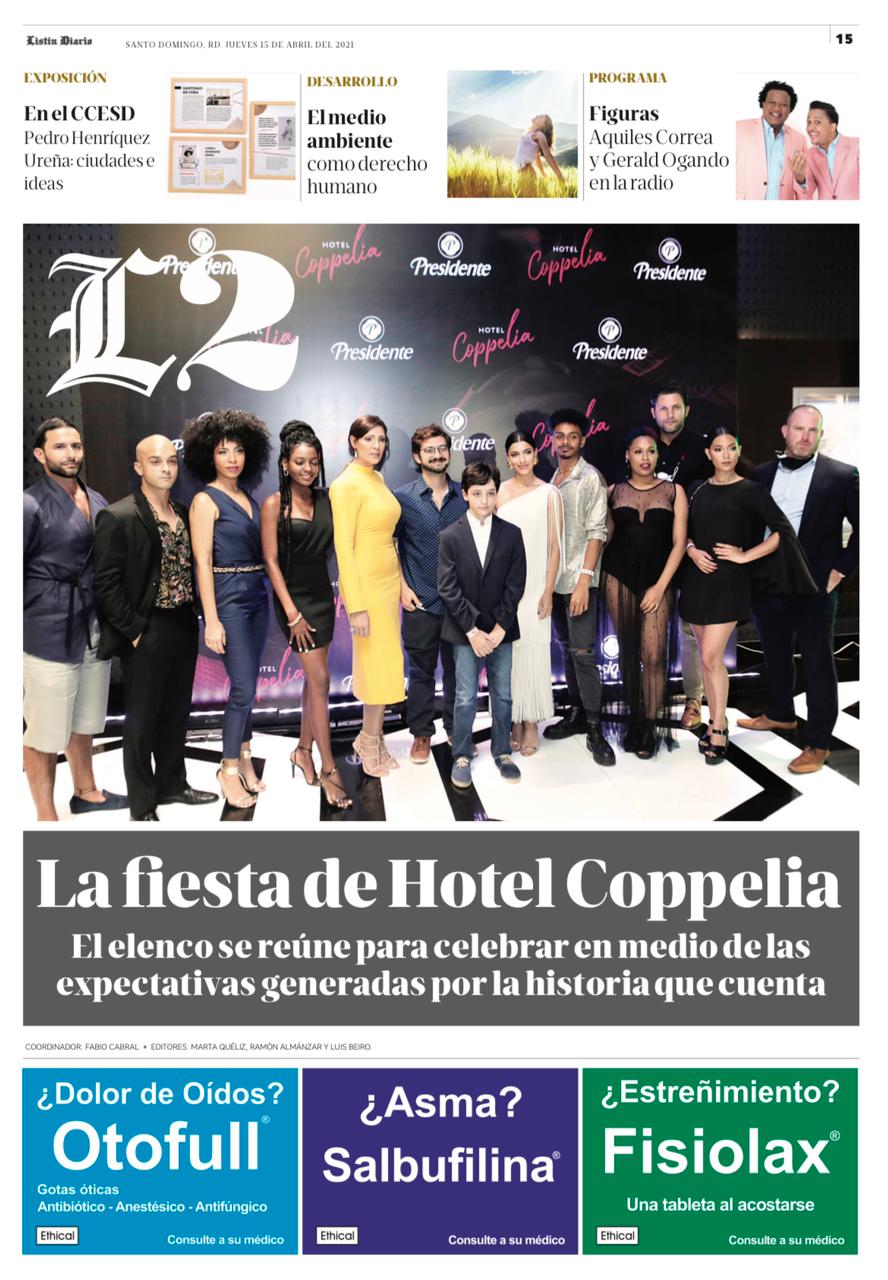 Listín Diario
SANTO DOMINGO, RD. JUEVES 15 DE ABRIL DEL 2021
15
EXPOSICIÓN
En el CCESD
Pedro Henríquez
Ureña: ciudades e
ideas
SANTIAGO
DE CUBA
DESARROLLO
El medio
ambiente
como derecho
humano
PROGRAMA
Figuras
Aquiles Correa
y Gerald Ogando
en la radio
L2
Presidente
HOTEL
Coppelia
Presidente
HOTEL
Coppelia
Presidente
Presidente
HOTEL
Coppelia
Presidente
La fiesta de Hotel Coppelia
El elenco se reúne para celebrar en medio de las
expectativas generadas por la historia que cuenta
COORDINADOR: FABIO CABRAL • EDITORES: MARTA QUÉLIZ, RAMÓN ALMÁNZAR Y LUIS BEIRO.
¿Dolor de Oídos?
Otofull®
Gotas óticas
Antibiótico - Anestésico - Antifúngico
Ethical
Consulte a su médico
¿Asma?
Salbufilina®
Ethical
Consulte a su médico
¿Estreñimiento?
Fisiolax®
Una tableta al acostarse
Ethical
Consulte a su médico